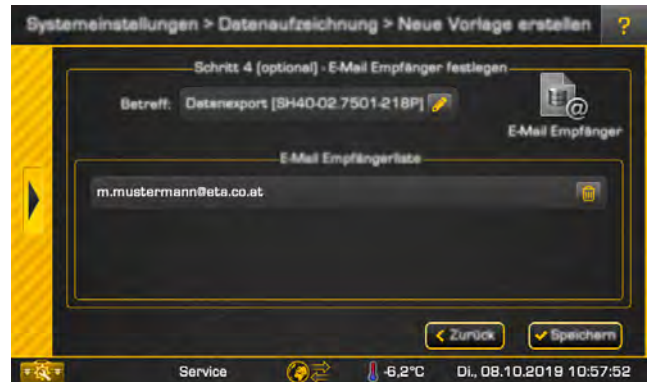 Systemeinstellungen > Datenaufzeichnung > Neue Vorlage erstellen ?
Schritt 4 (optional) - E-Mail Empfänger festlegen
Betreff: Datenexport [SH40-02.7501-218P]
@
E-Mail Empfänger
E-Mail Empfängerliste
m.mustermann@eta.co.at
< Zurück
Speichern
Service -6,2°C Di., 08.10.2019 10:57:52